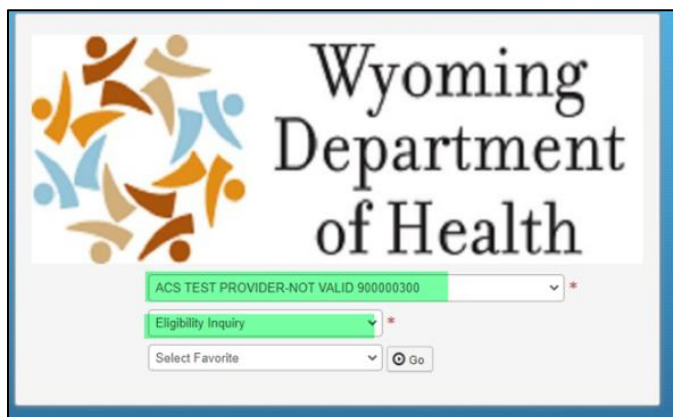 Wyoming
Department
of Health
ACS TEST PROVIDER-NOT VALID 900000300 *
Eligibility Inquiry *
Select Favorite Go